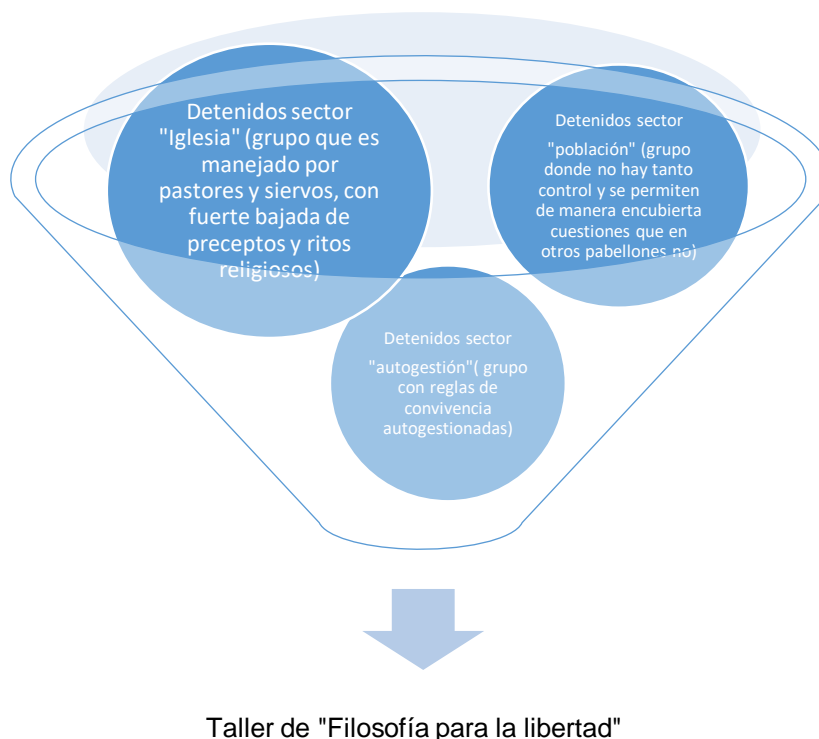 Detenidos sector
"Iglesia" (grupo que es
manejado por
pastores y siervos, con
fuerte bajada de
preceptos y ritos
religiosos)
Detenidos sector
"población" (grupo
donde no hay tanto
control y se permiten
de manera encubierta
cuestiones que en
otros pabellones no)
Detenidos sector
"autogestión"( grupo
con reglas de
convivencia
autogestionadas)
Taller de "Filosofía para la libertad"